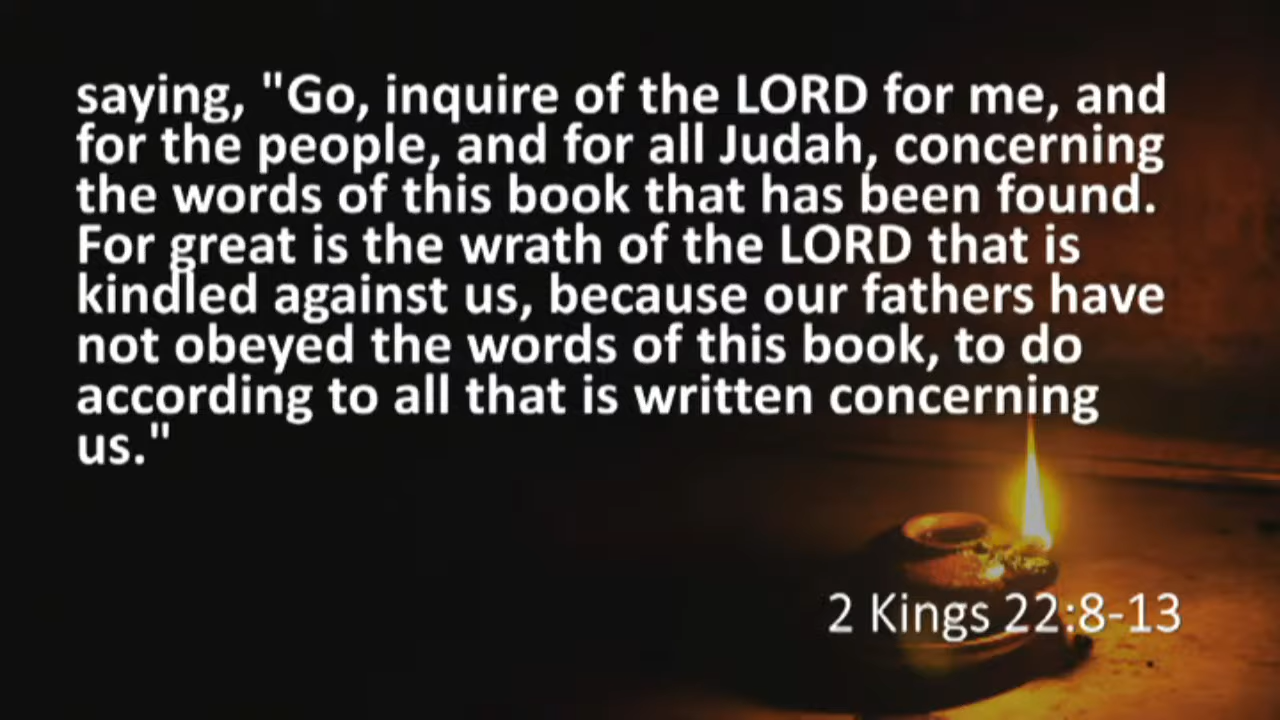 saying, "Go, inquire of the LORD for me, and
for the people, and for all Judah, concerning
the words of this book that has been found.
For great is the wrath of the LORD that is
kindled against us, because our fathers have
not obeyed the words of this book, to do
according to all that is written concerning
us."
2 Kings 22:8-13